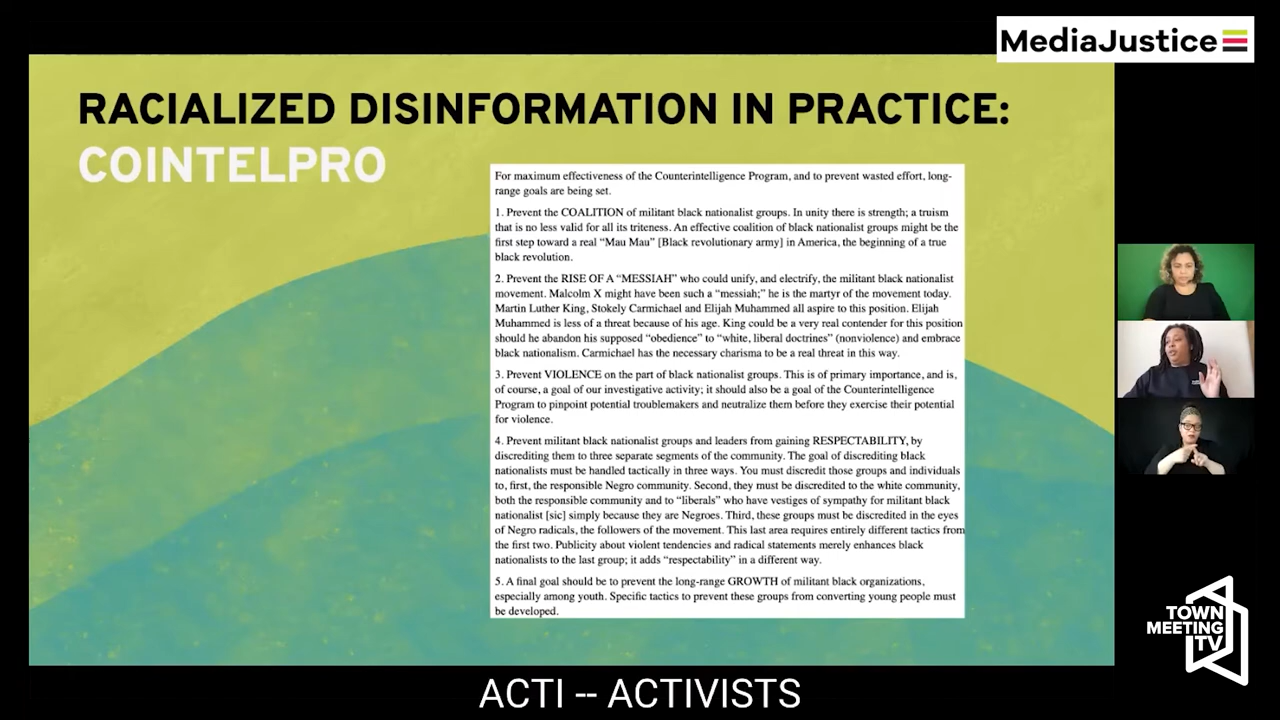 MediaJustice
RACIALIZED DISINFORMATION IN PRACTICE:
COINTELPRO
For maximum effectiveness of the Counterintelligence Program, and to prevent wasted effort, long-
range goals are being set.
1. Prevent the COALITION of militant black nationalist groups. In unity there is strength; a truism
that is no less valid for all its triteness. An effective coalition of black nationalist groups might be the
first step toward a real “Mau Mau” [Black revolutionary army] in America, the beginning of a true
black revolution.
2. Prevent the RISE OF A “MESSIAH” who could unify, and electrify, the militant black nationalist
movement. Malcolm X might have been such a “messiah;” he is the martyr of the movement today.
Martin Luther King, Stokely Carmichael and Elijah Muhammed all aspire to this position. Elijah
Muhammed is less of a threat because of his age. King could be a very real contender for this position
should he abandon his supposed “obedience” to “white, liberal doctrines” (nonviolence) and embrace
black nationalism. Carmichael has the necessary charisma to be a real threat in this way.
3. Prevent VIOLENCE on the part of black nationalist groups. This is of primary importance, and is,
of course, a goal of our investigative activity; it should also be a goal of the Counterintelligence
Program to pinpoint potential troublemakers and neutralize them before they exercise their potential
for violence.
4. Prevent militant black nationalist groups and leaders from gaining RESPECTABILITY, by
discrediting them to three separate segments of the community. The goal of discrediting black
nationalists must be handled tactically in three ways. You must discredit those groups and individuals
to, first, the responsible Negro community. Second, they must be discredited to the white community,
both the responsible community and to “liberals” who have vestiges of sympathy for militant black
nationalist [sic] simply because they are Negroes. Third, these groups must be discredited in the eyes
of Negro radicals, the followers of the movement. This last area requires entirely different tactics from
the first two. Publicity about violent tendencies and radical statements merely enhances black
nationalists to the last group; it adds “respectability” in a different way.
5. A final goal should be to prevent the long-range GROWTH of militant black organizations,
especially among youth. Specific tactics to prevent these groups from converting young people must
be developed.
TOWN
MEETING
TV
ACTI -- ACTIVISTS